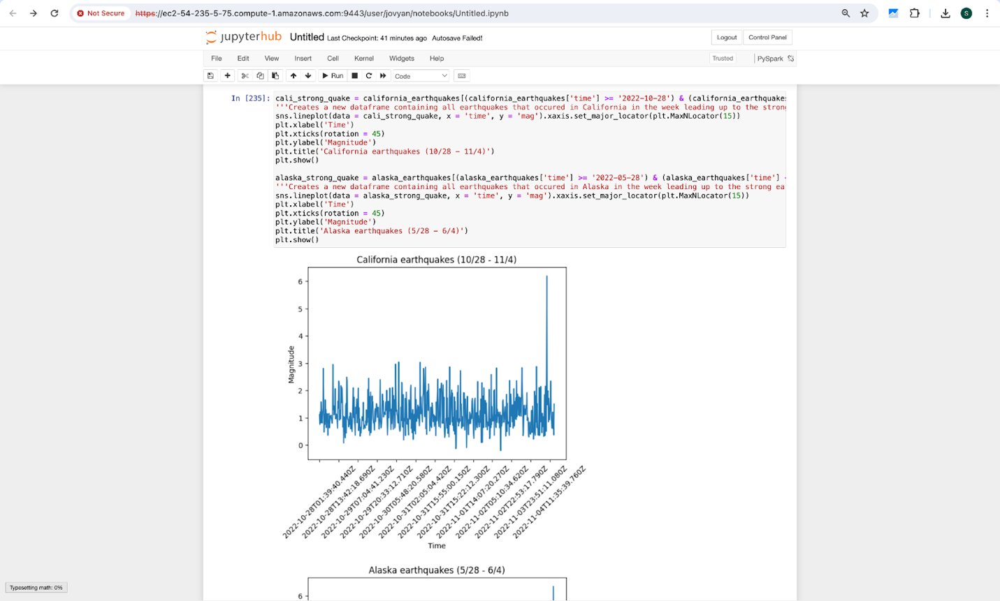 Not Secure https://ec2-54-235-5-75.compute-1.amazonaws.com:9443/user/jovyan/notebooks/Untitled.ipynb
S
jupyterhub Untitled Last Checkpoint: 41 minutes ago Autosave Failed! Logout Control Panel
File Edit View Insert Cell Kernel Widgets Help Trusted PySpark
Run Code
In [235]: cali_strong_quake = california_earthquakes[(california_earthquakes['time'] >= '2022-10-28') & (california_earthquakes
'''Creates a new dataframe containing all earthquakes that occured in California in the week leading up to the strong
sns.lineplot(data = cali_strong_quake, x = 'time', y = 'mag').xaxis.set_major_locator(plt.MaxNLocator(15))
plt.xlabel('Time')
plt.xticks(rotation = 45)
plt.ylabel('Magnitude')
plt.title('California earthquakes (10/28 - 11/4)')
plt.show()
alaska_strong_quake = alaska_earthquakes[(alaska_earthquakes['time'] >= '2022-05-28') & (alaska_earthquakes['time']
'''Creates a new dataframe containing all earthquakes that occured in Alaska in the week leading up to the strong ea
sns.lineplot(data = alaska_strong_quake, x = 'time', y = 'mag').xaxis.set_major_locator(plt.MaxNLocator(15))
plt.xlabel('Time')
plt.xticks(rotation = 45)
plt.ylabel('Magnitude')
plt.title('Alaska earthquakes (5/28 - 6/4)')
plt.show()
California earthquakes (10/28 - 11/4)
6
5
4
3
2
1
0
Magnitude
2022-10-28T01:39:40.440Z
2022-10-28T13:42:18.690Z
2022-10-29T07:04:41.230Z
2022-10-29T20:33:12.710Z
2022-10-30T05:48:20.580Z
2022-10-31T02:05:04.420Z
2022-10-31T15:55:00.150Z
2022-10-31T15:22:12.300Z
2022-11-01T14:07:20.270Z
2022-11-02T05:10:34.620Z
2022-11-02T22:53:17.790Z
2022-11-03T23:51:11.080Z
2022-11-04T11:35:39.760Z
Time
Alaska earthquakes (5/28 - 6/4)
6
Typesetting math: 0%